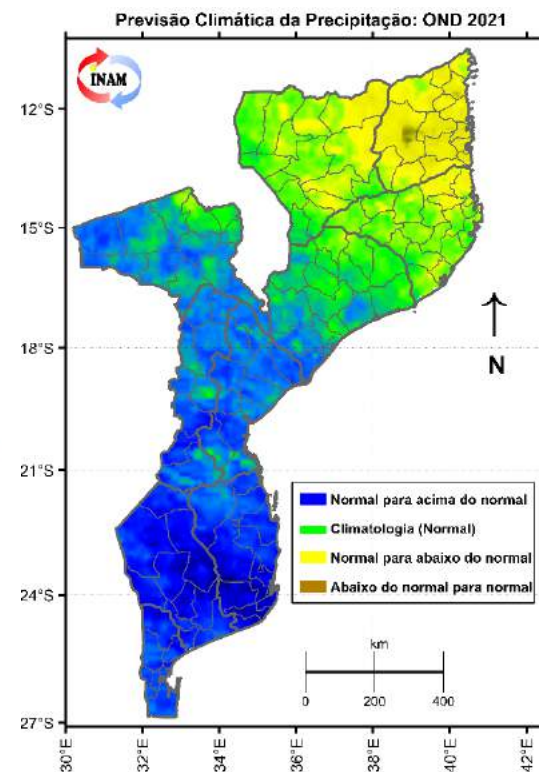 Previsão Climática da Precipitação: OND 2021
INAM
12°S
15°S
18°S
21°S
24°S
27°S
N
Normal para acima do normal
Climatologia (Normal)
Normal para abaixo do normal
Abaixo do normal para normal
km
0 200 400
30°E 32°E 34°E 36°E 38°E 40°E 42°E